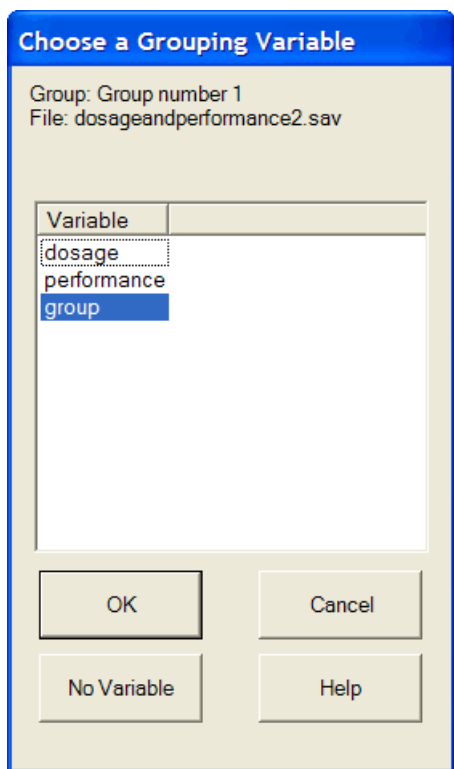 Choose a Grouping Variable
Group: Group number 1
File: dosageandperformance2.sav
Variable
dosage
performance
group
OK
Cancel
No Variable
Help